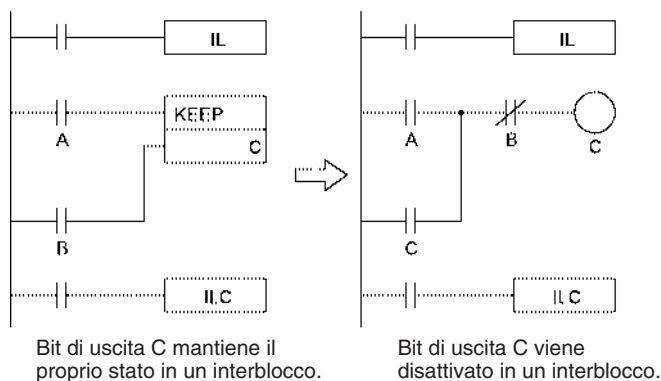 IL
IL
A
KEEP
C
A
B
C
B
C
ILC
ILC
Bit di uscita C mantiene il
proprio stato in un interblocco.
Bit di uscita C viene
disattivato in un interblocco.